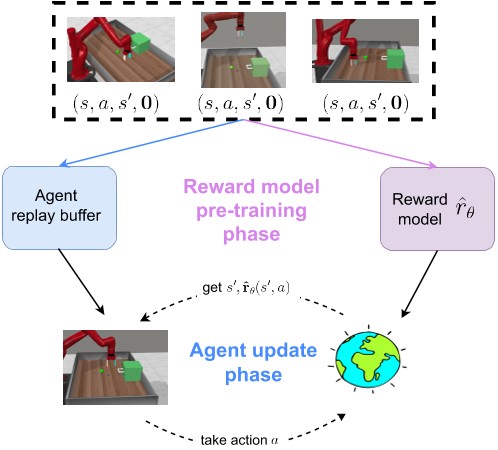 (s, a, s′, 0) (s, a, s′, 0) (s, a, s′, 0)
Agent
replay buffer
Reward model
pre-training
phase
Reward
model r̂θ
get s′, r̂θ(s′, a)
Agent update
phase
take action a